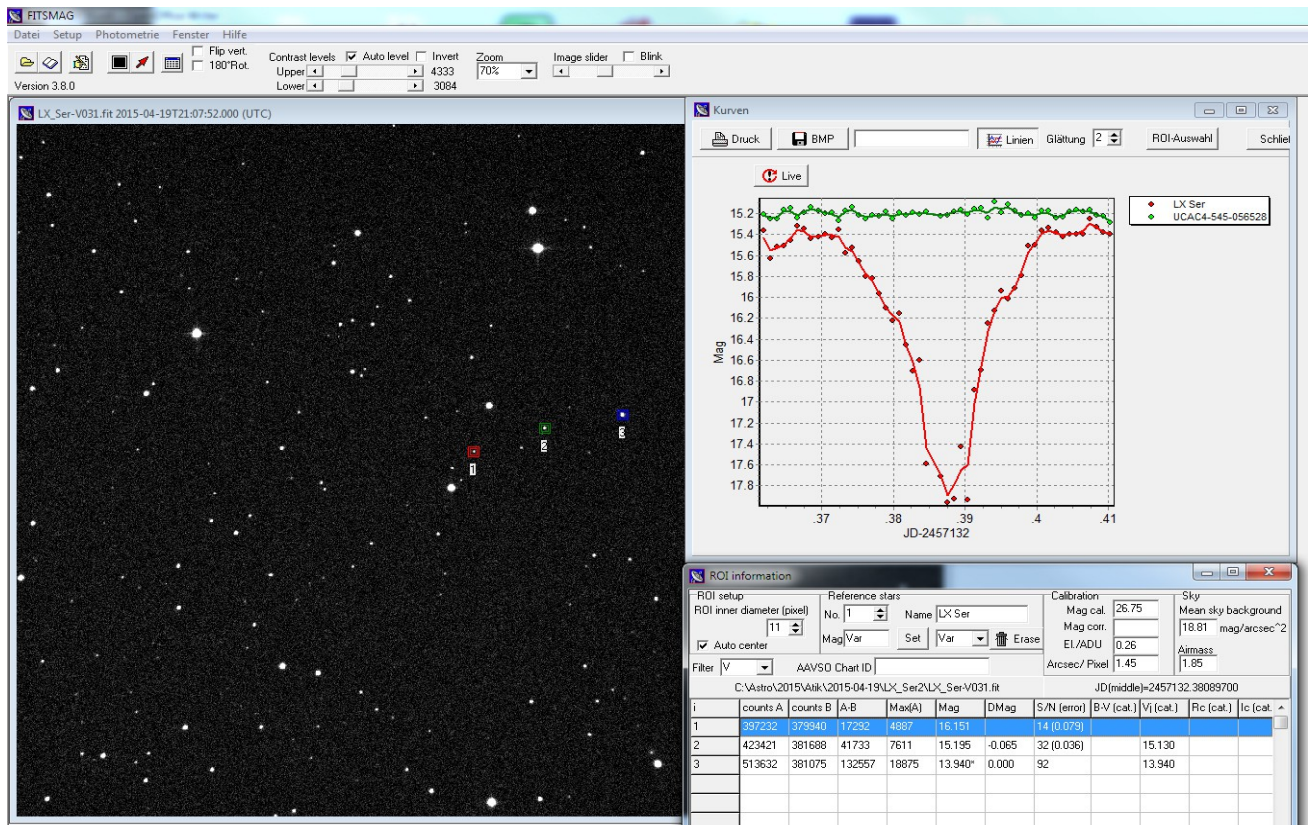 FITSMAG
Datei Setup Photometrie Fenster Hilfe
Flip vert.
180°Rot.
Contrast levels Auto level Invert
Upper 4333
Lower 3084
Zoom
70%
Image slider Blink
Version 3.8.0
LX_Ser-V031.fit 2015-04-19T21:07:52.000 (UTC)
1
2
3
Kurven
Druck BMP Linien Glättung 2 ROI-Auswahl Schlie
Live
LX Ser
UCAC4-545-056528
15.2
15.4
15.6
15.8
16
16.2
16.4
16.6
16.8
17
17.2
17.4
17.6
17.8
Mag
.37 .38 .39 .4 .41
JD-2457132
ROI information
ROI setup
ROI inner diameter (pixel)
11
Auto center
Reference stars
No. 1 Name LX Ser
Mag Var Set Var Erase
Calibration
Mag cal. 26.75
Mag corr.
El./ADU 0.26
Arcsec/ Pixel 1.45
Sky
Mean sky background
18.81 mag/arcsec^2
Airmass
1.85
Filter V AAVSO Chart ID
C:\Astro\2015\Atik\2015-04-19\LX_Ser2\LX_Ser-V031.fit JD(middle)=2457132.38089700
i counts A counts B A-B Max(A) Mag DMag S/N (error) B-V (cat.) Vj (cat.) Rc (cat.) Ic (cat.
1 397232 379940 17292 4887 16.151 14 (0.079)
2 423421 381688 41733 7611 15.195 -0.065 32 (0.036) 15.130
3 513632 381075 132557 18875 13.940* 0.000 92 13.940